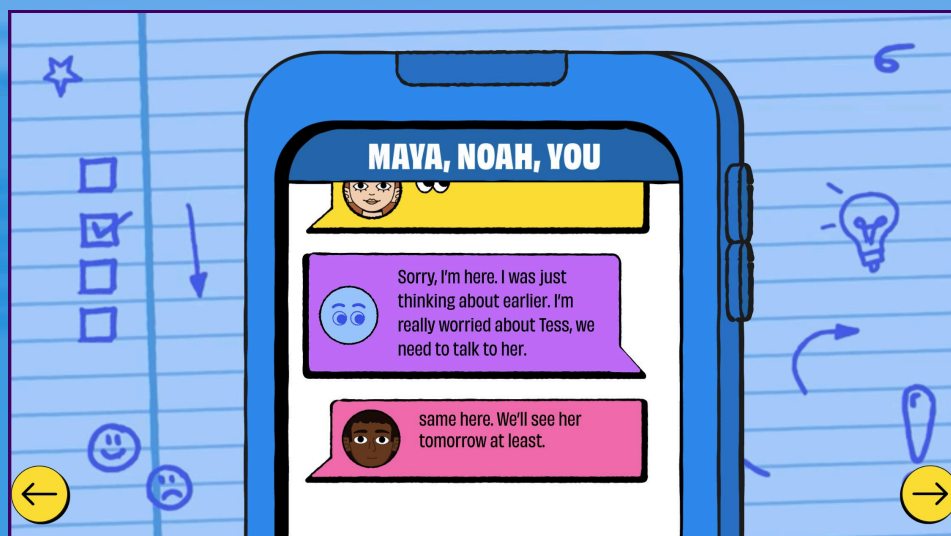 MAYA, NOAH, YOU
Sorry, I'm here. I was just
thinking about earlier. I'm
really worried about Tess, we
need to talk to her.
same here. We'll see her
tomorrow at least.